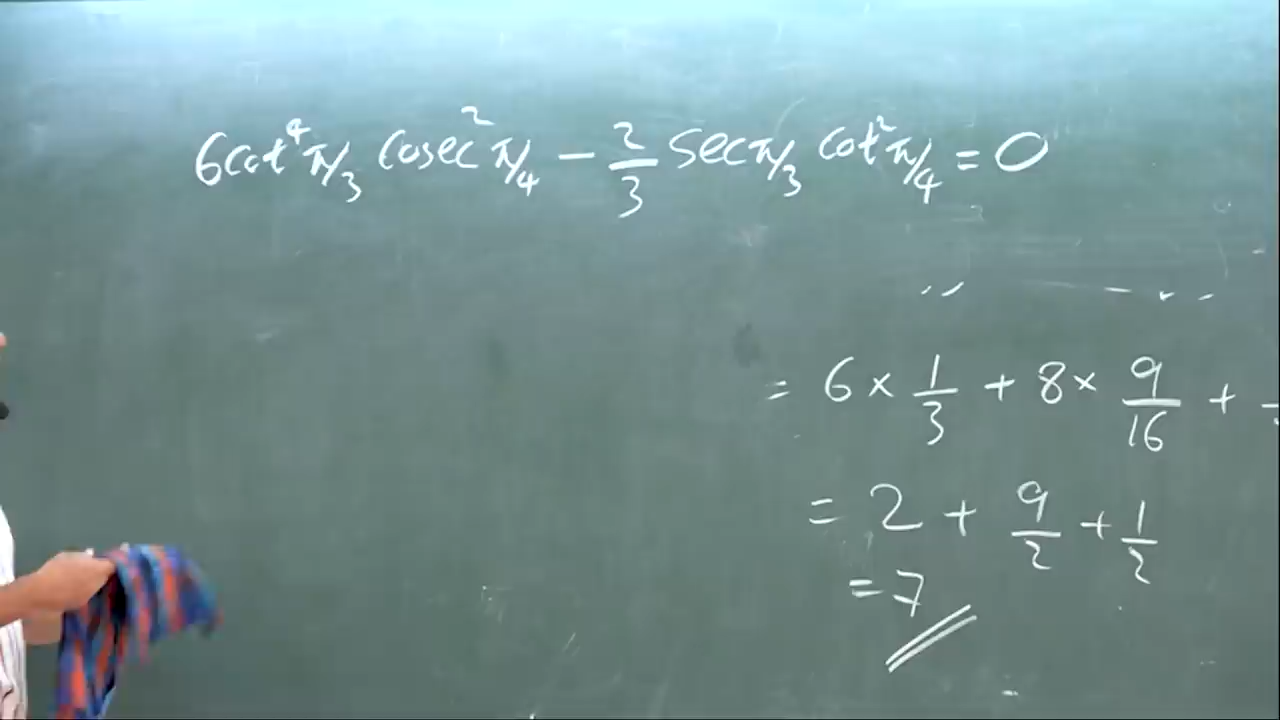 6cot⁴π/3 cosec²π/4 − 2/3 secπ/3 cot²π/4 = 0
= 6 × 1/3 + 8 × 9/16 +
= 2 + 9/2 + 1/2
= 7